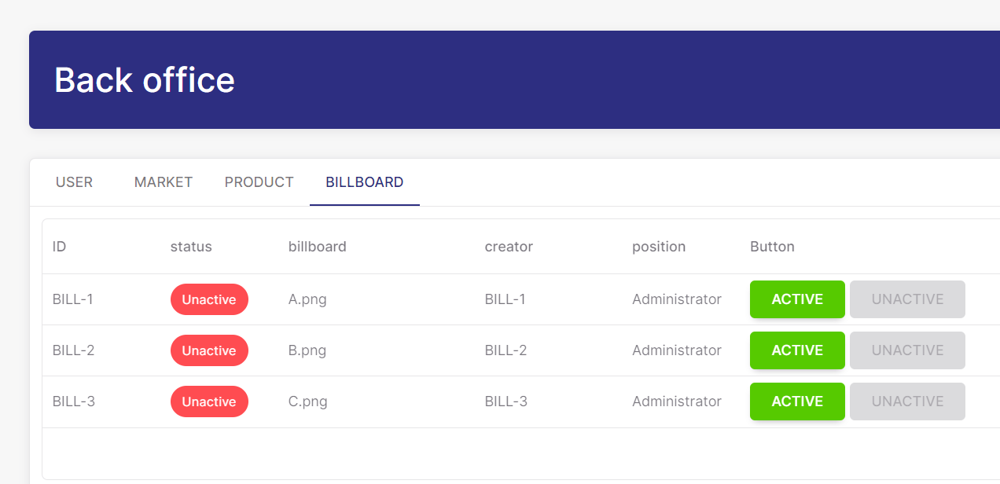 Back office
USER MARKET PRODUCT BILLBOARD
ID status billboard creator position Button
BILL-1 Unactive A.png BILL-1 Administrator ACTIVE UNACTIVE
BILL-2 Unactive B.png BILL-2 Administrator ACTIVE UNACTIVE
BILL-3 Unactive C.png BILL-3 Administrator ACTIVE UNACTIVE